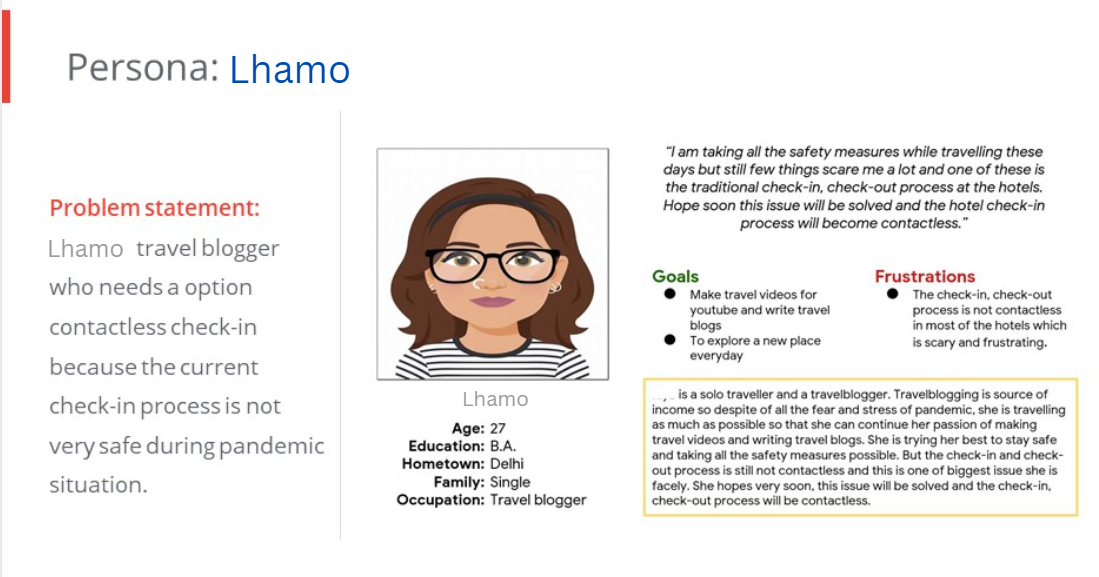 Persona: Lhamo
Problem statement:
Lhamo travel blogger
who needs a option
contactless check-in
because the current
check-in process is not
very safe during pandemic
situation.
Lhamo
Age: 27
Education: B.A.
Hometown: Delhi
Family: Single
Occupation: Travel blogger
“I am taking all the safety measures while travelling these
days but still few things scare me a lot and one of these is
the traditional check-in, check-out process at the hotels.
Hope soon this issue will be solved and the hotel check-in
process will become contactless.”
Goals
● Make travel videos for
youtube and write travel
blogs
● To explore a new place
everyday
Frustrations
● The check-in, check-out
process is not contactless
in most of the hotels which
is scary and frustrating.
is a solo traveller and a travelblogger. Travelblogging is source of
income so despite of all the fear and stress of pandemic, she is travelling
as much as possible so that she can continue her passion of making
travel videos and writing travel blogs. She is trying her best to stay safe
and taking all the safety measures possible. But the check-in and check-
out process is still not contactless and this is one of biggest issue she is
facely. She hopes very soon, this issue will be solved and the check-in,
check-out process will be contactless.